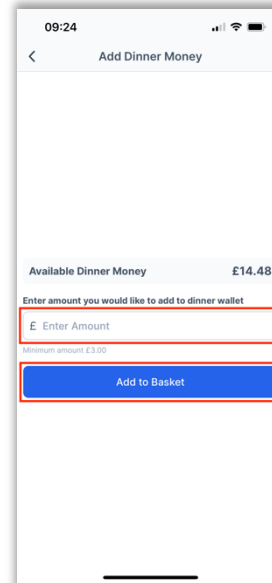 09:24
Add Dinner Money
Available Dinner Money £14.48
Enter amount you would like to add to dinner wallet
£ Enter Amount
Minimum amount £3.00
Add to Basket